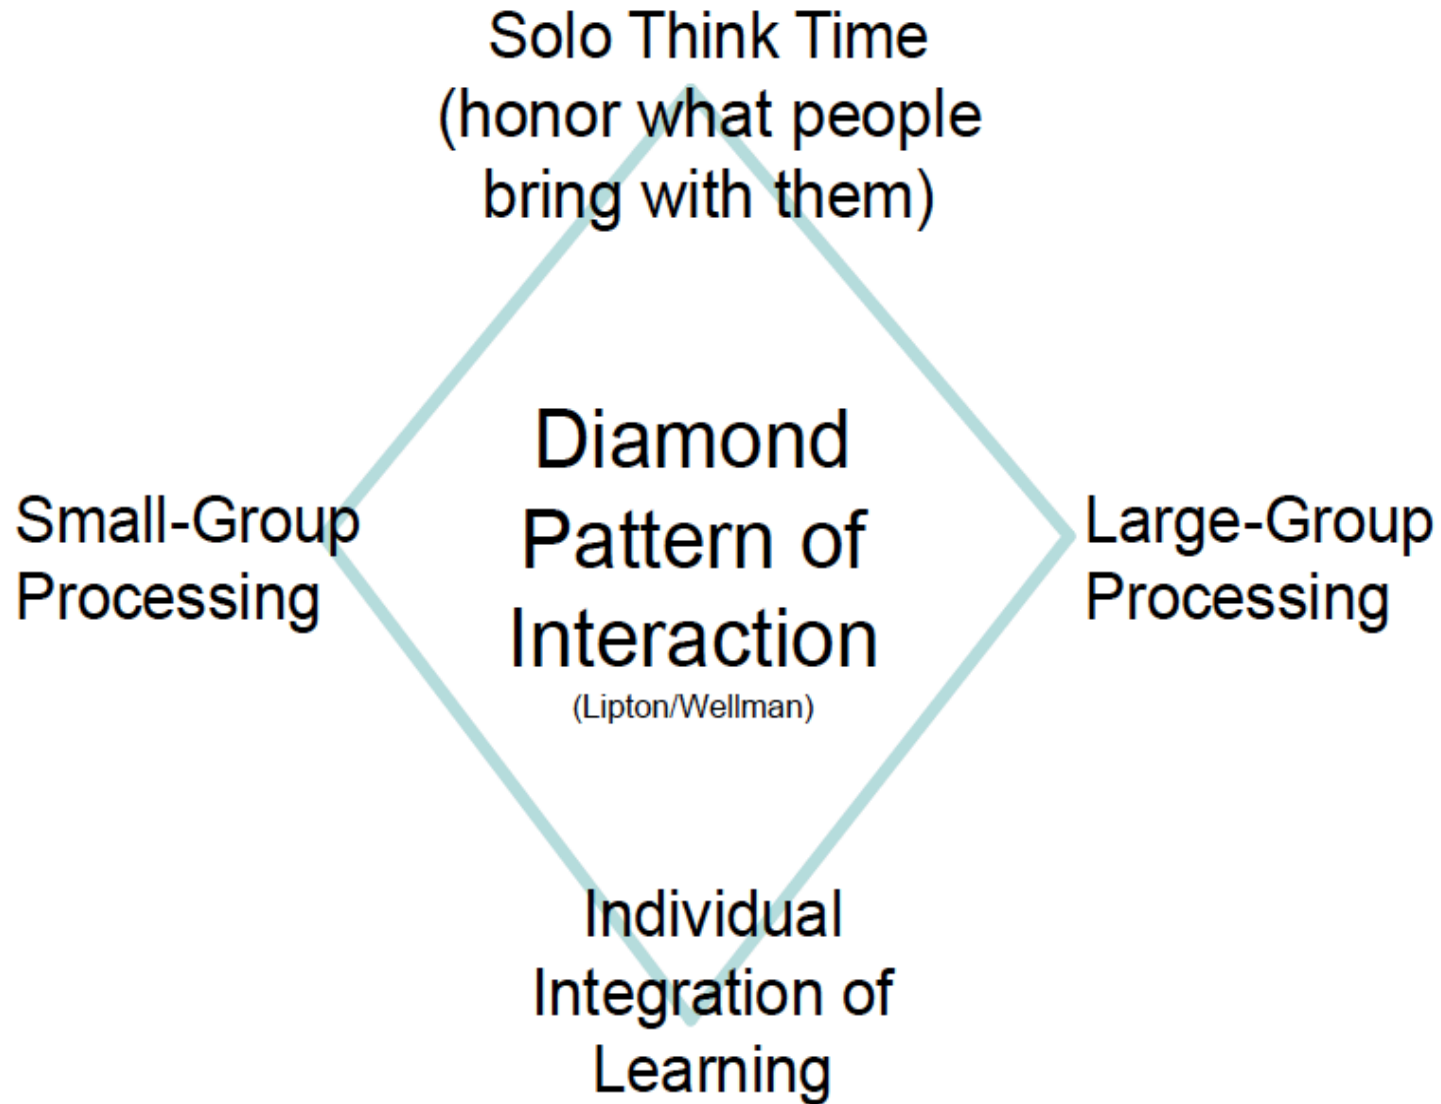 Solo Think Time
(honor what people
bring with them)
Small-Group
Processing
Diamond
Pattern of
Interaction
(Lipton/Wellman)
Large-Group
Processing
Individual
Integration of
Learning